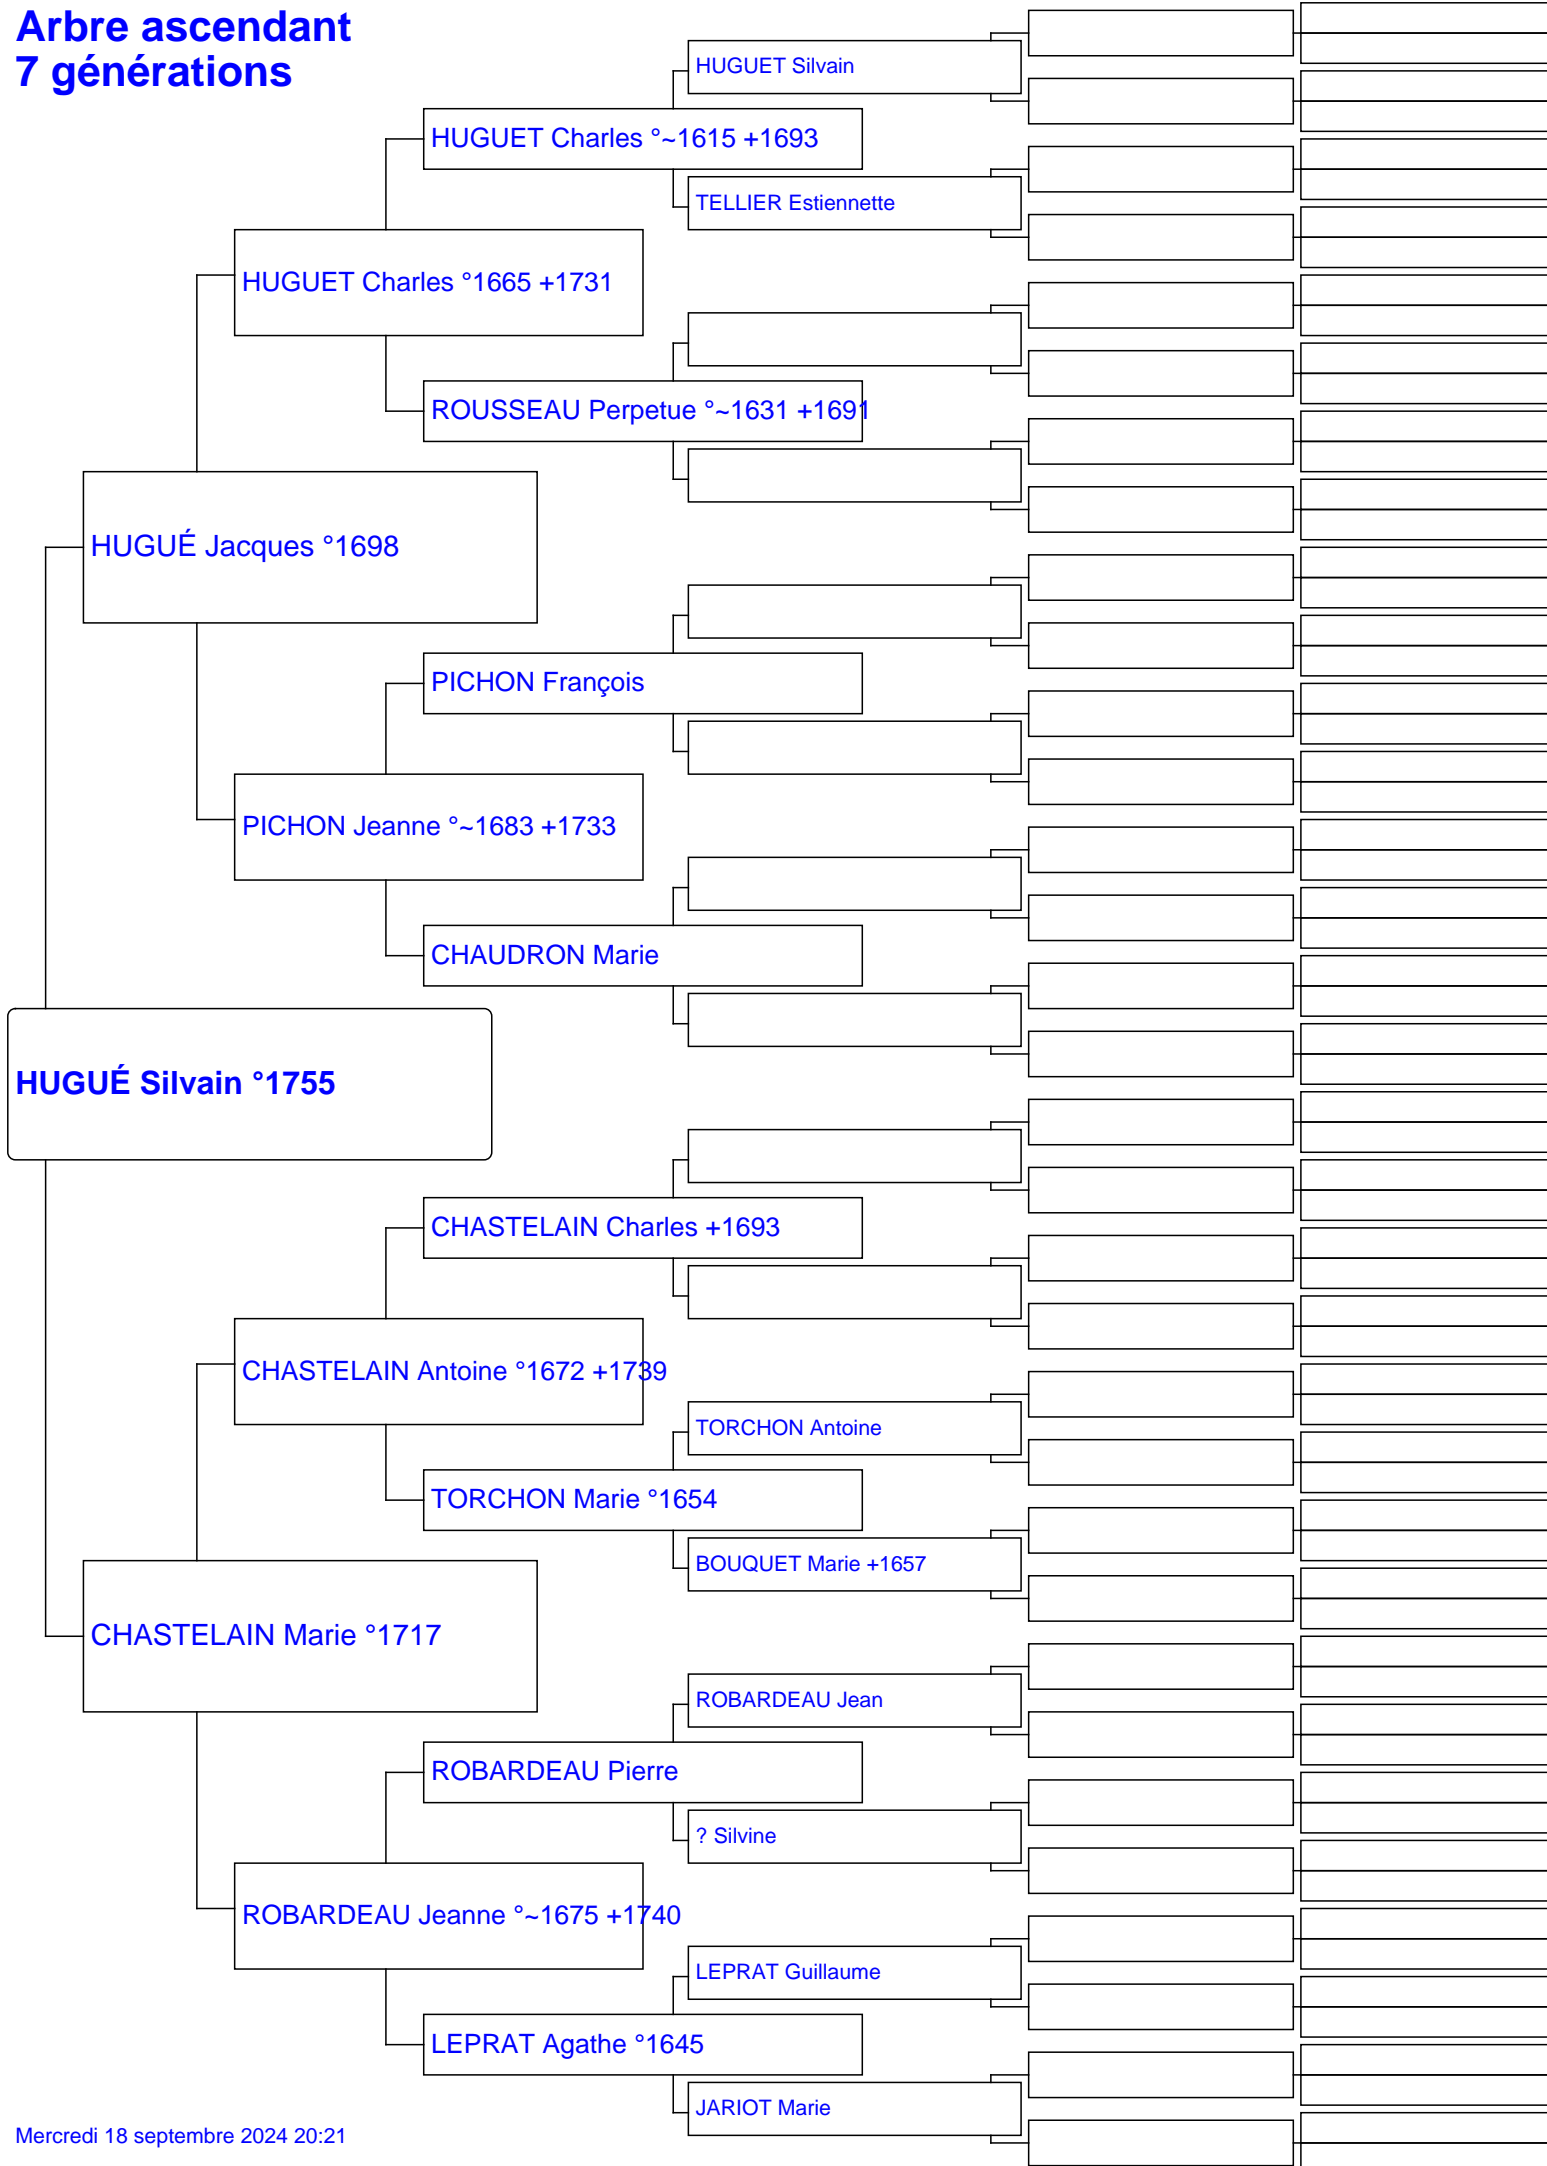 Arbre ascendant
7 générations
HUGUET Silvain
HUGUET Charles °~1615 +1693
TELLIER Estiennette
HUGUET Charles °1665 +1731
ROUSSEAU Perpetue °~1631 +1691
HUGUÉ Jacques °1698
PICHON François
PICHON Jeanne °~1683 +1733
CHAUDRON Marie
HUGUÉ Silvain °1755
CHASTELAIN Charles +1693
CHASTELAIN Antoine °1672 +1739
TORCHON Antoine
TORCHON Marie °1654
BOUQUET Marie +1657
CHASTELAIN Marie °1717
ROBARDEAU Jean
ROBARDEAU Pierre
? Silvine
ROBARDEAU Jeanne °~1675 +1740
LEPRAT Guillaume
LEPRAT Agathe °1645
JARIOT Marie
Mercredi 18 septembre 2024 20:21